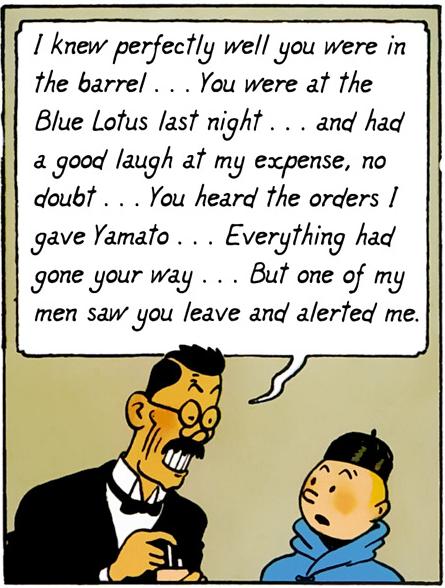 I knew perfectly well you were in
the barrel . . . You were at the
Blue Lotus last night . . . and had
a good laugh at my expense, no
doubt . . . You heard the orders I
gave Yamato . . . Everything had
gone your way . . . But one of my
men saw you leave and alerted me.